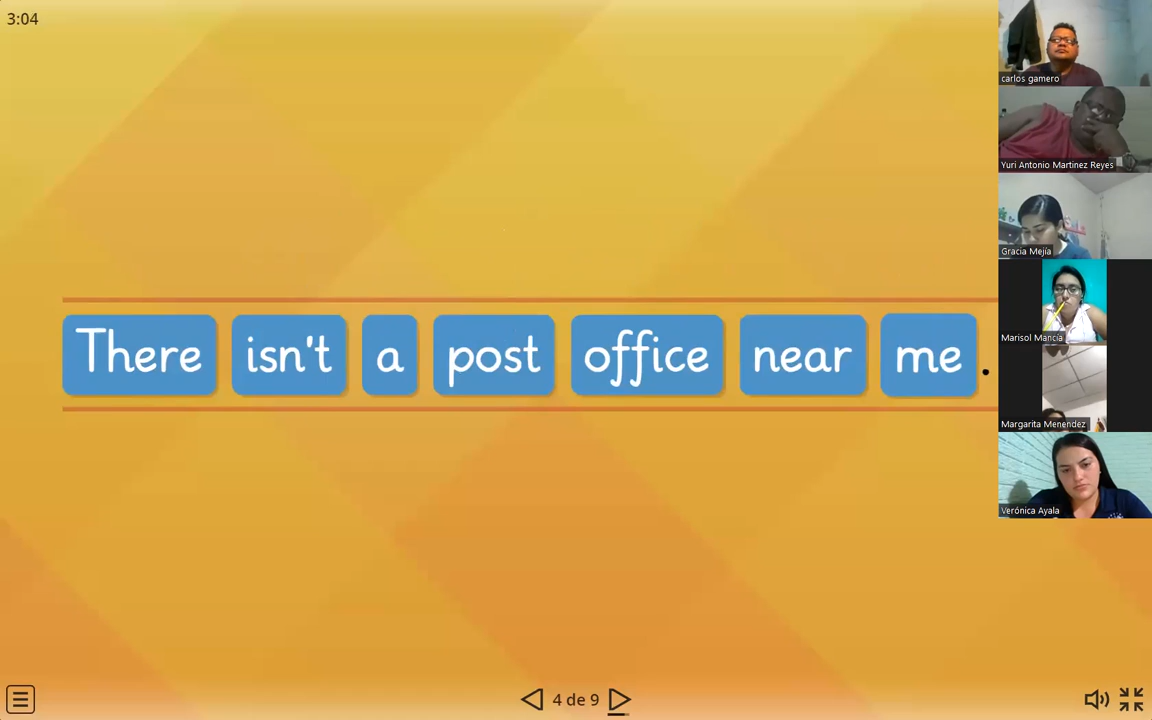 3:04
There isn't a post office near me.
4 de 9
carlos gamero
Yuri Antonio Martinez Reyes
Gracia Mejía
Marisol Mancía
Margarita Menendez
Verónica Ayala